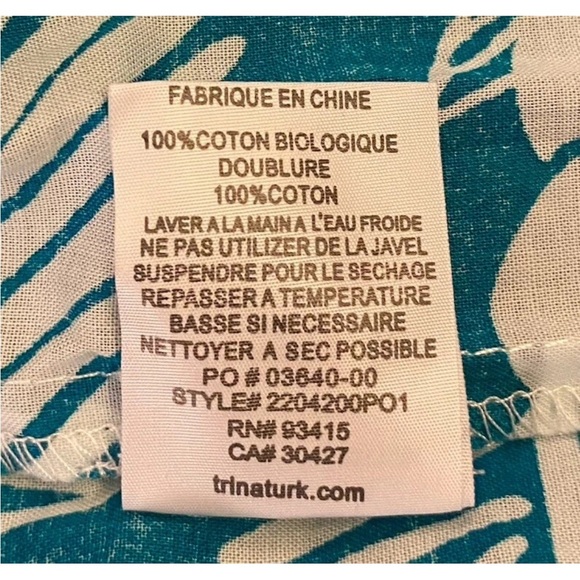 FABRIQUE EN CHINE
100%COTON BIOLOGIQUE
DOUBLURE
100%COTON
LAVER A LA MAIN A L'EAU FROIDE
NE PAS UTILIZER DE LA JAVEL
SUSPENDRE POUR LE SECHAGE
REPASSER A TEMPERATURE
BASSE SI NECESSAIRE
NETTOYER A SEC POSSIBLE
PO # 03640-00
STYLE# 2204200PO1
RN# 93415
CA# 30427
trinaturk.com